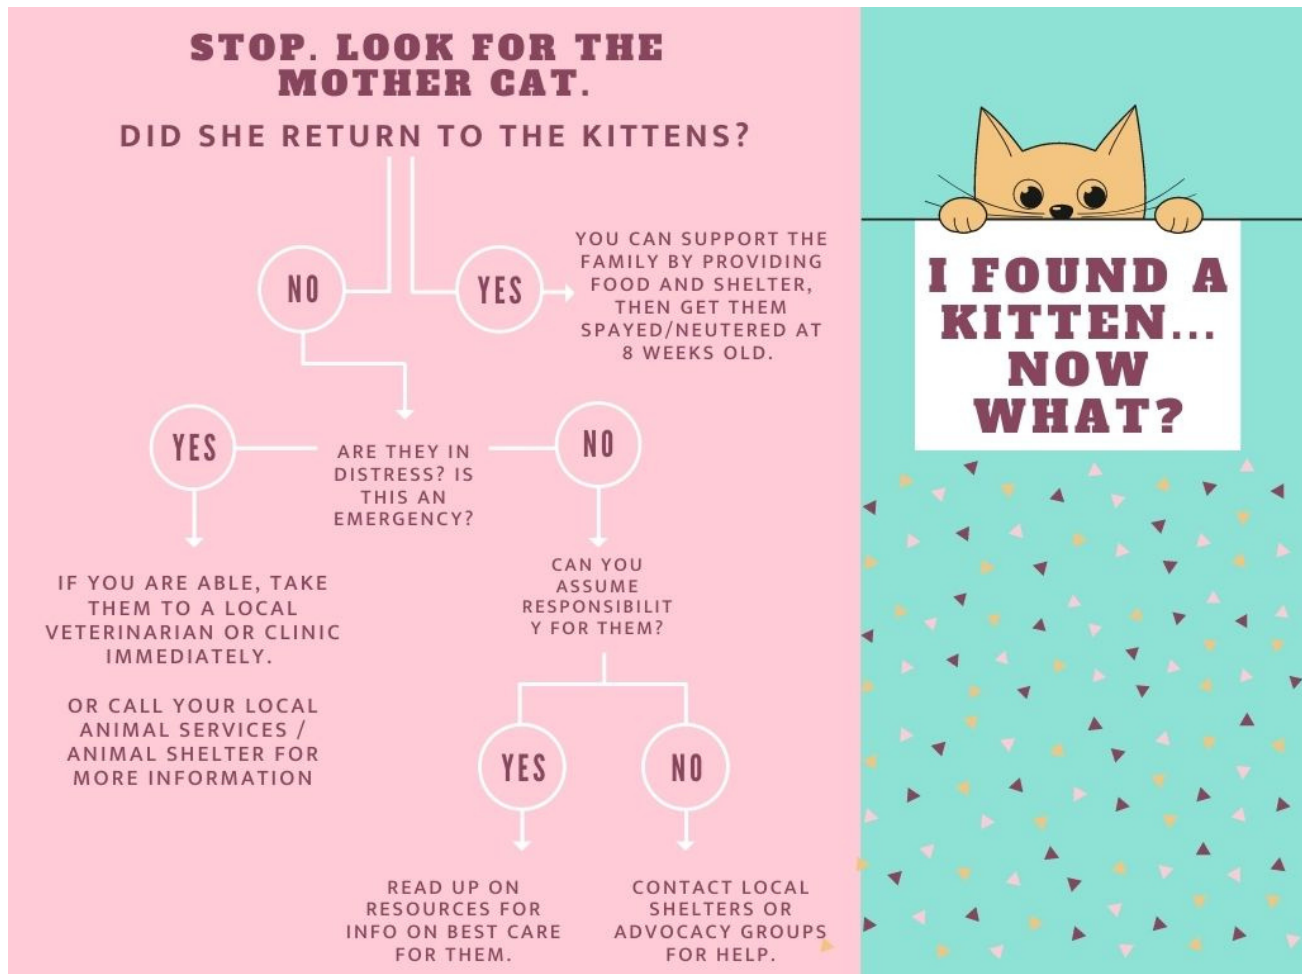 STOP. LOOK FOR THE
MOTHER CAT.
DID SHE RETURN TO THE KITTENS?
NO
YES
YOU CAN SUPPORT THE
FAMILY BY PROVIDING
FOOD AND SHELTER,
THEN GET THEM
SPAYED/NEUTERED AT
8 WEEKS OLD.
YES
ARE THEY IN
DISTRESS? IS
THIS AN
EMERGENCY?
NO
IF YOU ARE ABLE, TAKE
THEM TO A LOCAL
VETERINARIAN OR CLINIC
IMMEDIATELY.
OR CALL YOUR LOCAL
ANIMAL SERVICES /
ANIMAL SHELTER FOR
MORE INFORMATION
CAN YOU
ASSUME
RESPONSIBILIT
Y FOR THEM?
YES
NO
READ UP ON
RESOURCES FOR
INFO ON BEST CARE
FOR THEM.
CONTACT LOCAL
SHELTERS OR
ADVOCACY GROUPS
FOR HELP.
I FOUND A
KITTEN...
NOW
WHAT?